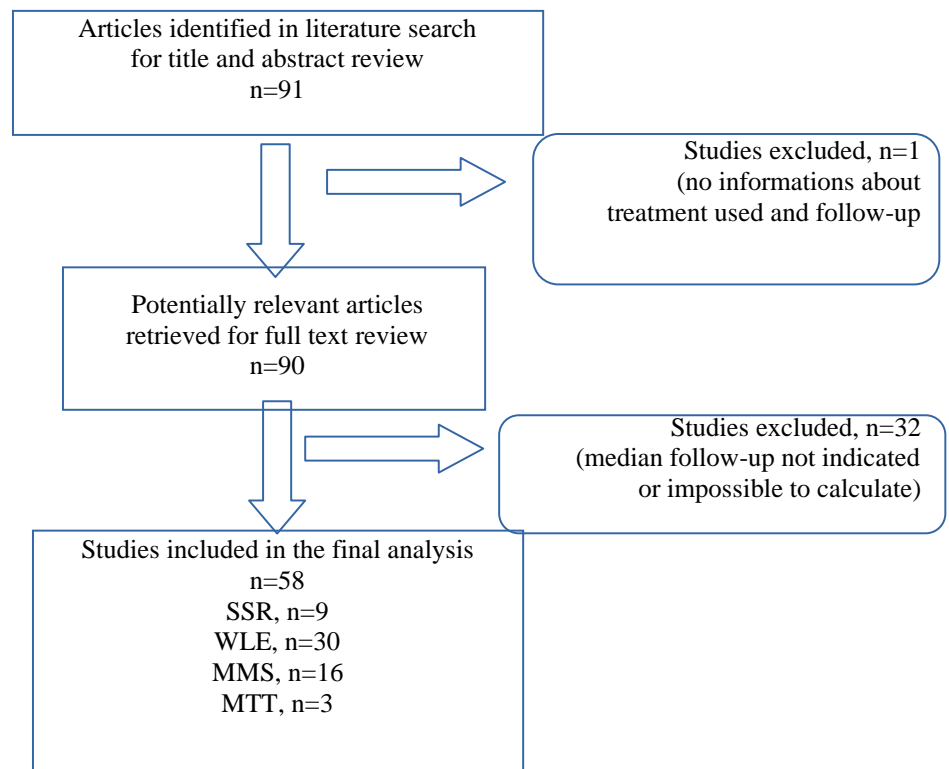 Articles identified in literature search
for title and abstract review
n=91
Studies excluded, n=1
(no informations about
treatment used and follow-up
Potentially relevant articles
retrieved for full text review
n=90
Studies excluded, n=32
(median follow-up not indicated
or impossible to calculate)
Studies included in the final analysis
n=58
SSR, n=9
WLE, n=30
MMS, n=16
MTT, n=3